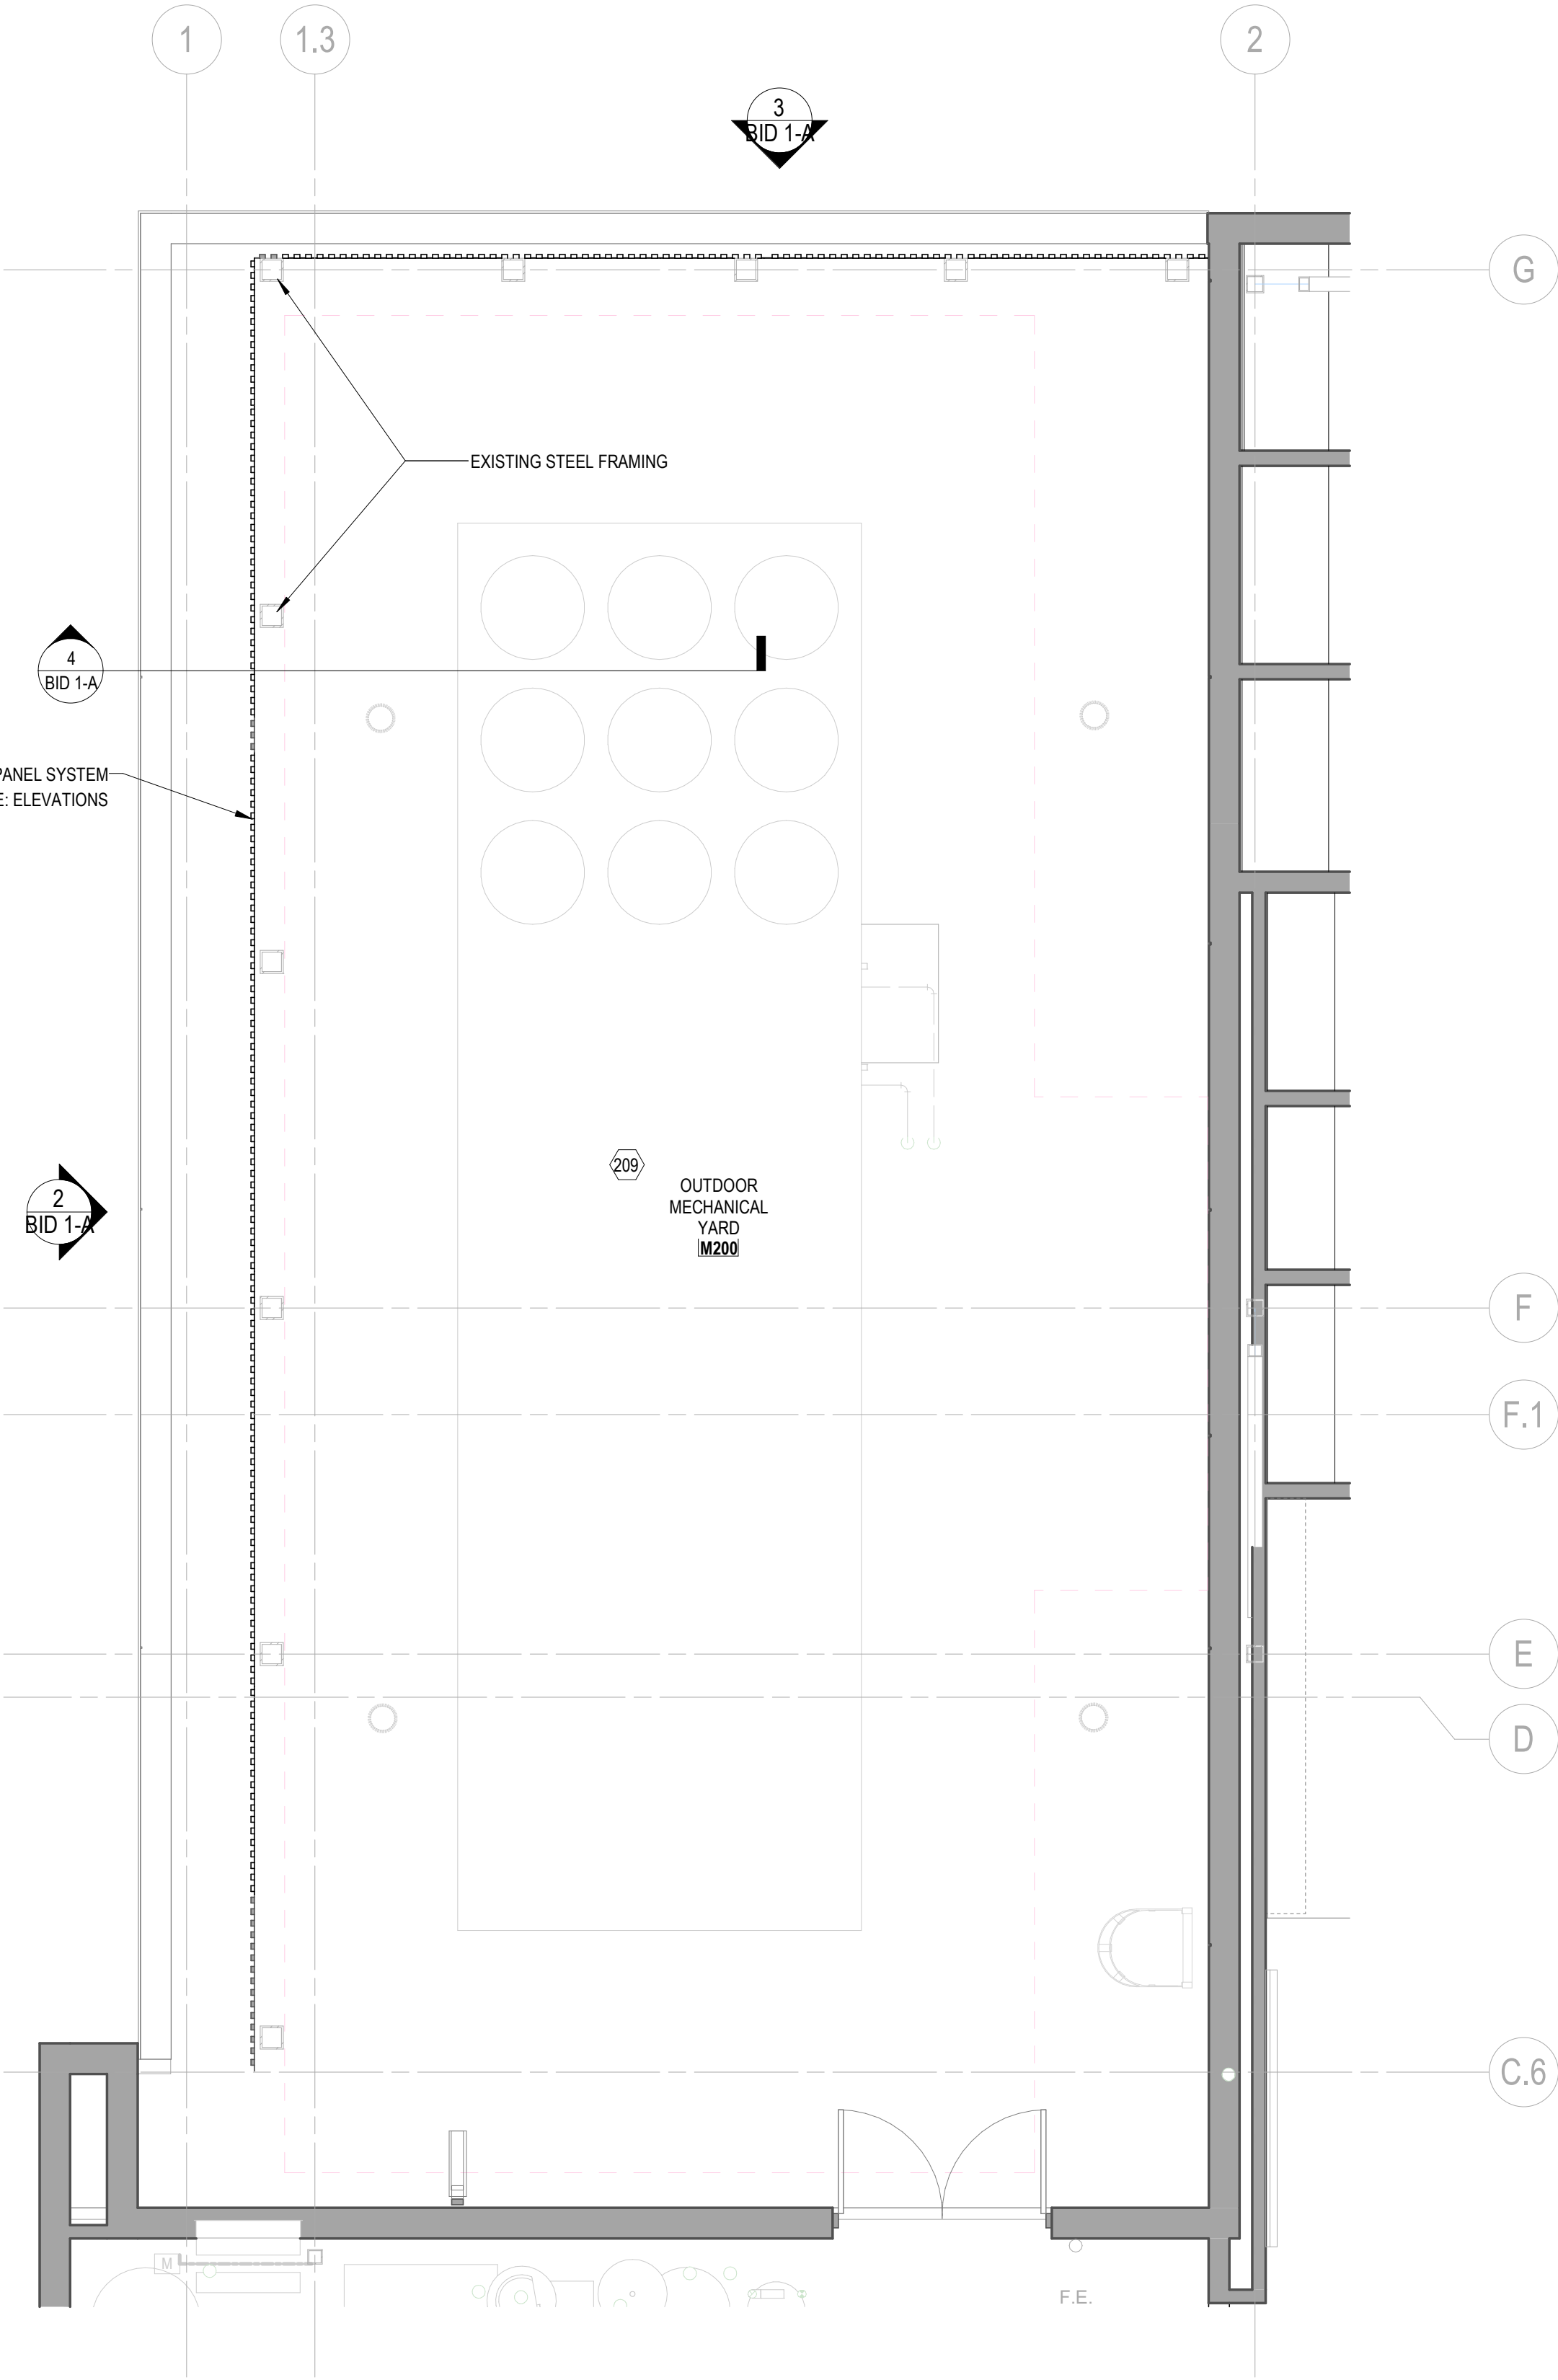 1
1.3
2
3
BID 1-A
G
EXISTING STEEL FRAMING
4
BID 1-A
PANEL SYSTEM
E: ELEVATIONS
209
OUTDOOR
MECHANICAL
YARD
M200
2
BID 1-A
F
F.1
E
D
C.6
M
F.E.